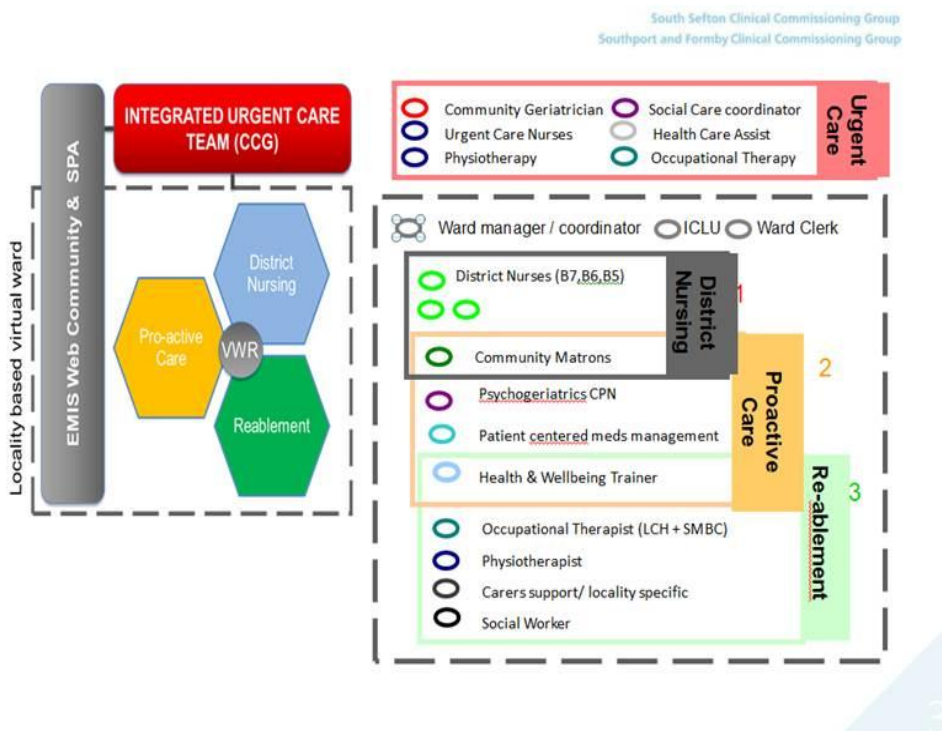 South Sefton Clinical Commissioning Group
Southport and Formby Clinical Commissioning Group
EMIS Web Community & SPA
INTEGRATED URGENT CARE
TEAM (CCG)
Locality based virtual ward
District
Nursing
Pro-active
Care
VWR
Reablement
Community Geriatrician
Social Care coordinator
Urgent Care Nurses
Health Care Assist
Physiotherapy
Occupational Therapy
Urgent
Care
Ward manager / coordinator
ICLU
Ward Clerk
District Nurses (B7,B6,B5)
District
Nursing
1
Community Matrons
Psychogeriatrics CPN
Patient centered meds management
Health & Wellbeing Trainer
Proactive
Care
2
Occupational Therapist (LCH + SMBC)
Physiotherapist
Carers support/ locality specific
Social Worker
Re-ablement
3
3